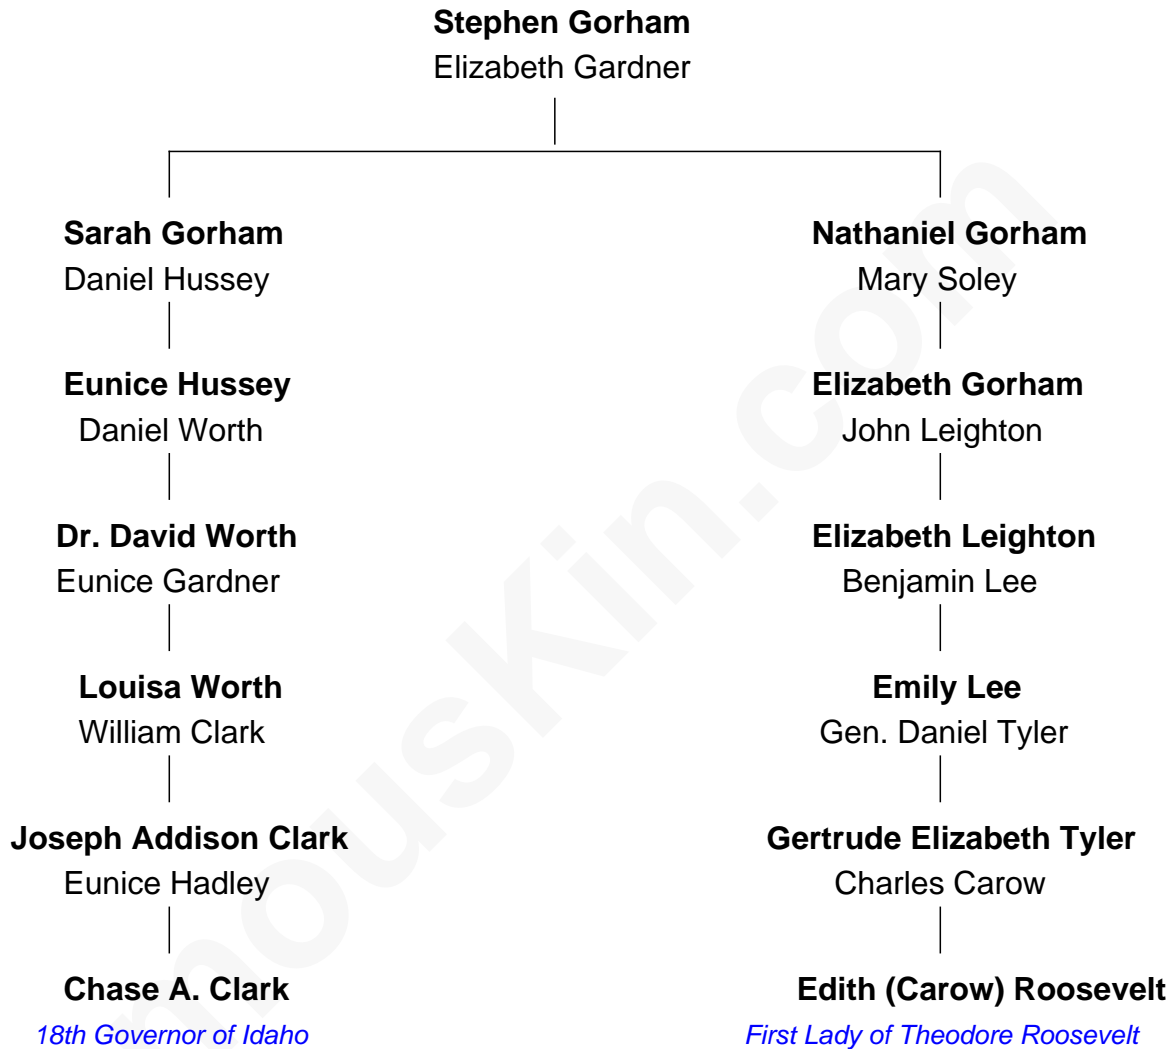 Stephen Gorham
Elizabeth Gardner
Sarah Gorham
Daniel Hussey
Eunice Hussey
Daniel Worth
Dr. David Worth
Eunice Gardner
Louisa Worth
William Clark
Joseph Addison Clark
Eunice Hadley
Chase A. Clark
18th Governor of Idaho
Nathaniel Gorham
Mary Soley
Elizabeth Gorham
John Leighton
Elizabeth Leighton
Benjamin Lee
Emily Lee
Gen. Daniel Tyler
Gertrude Elizabeth Tyler
Charles Carow
Edith (Carow) Roosevelt
First Lady of Theodore Roosevelt
mousKin.com